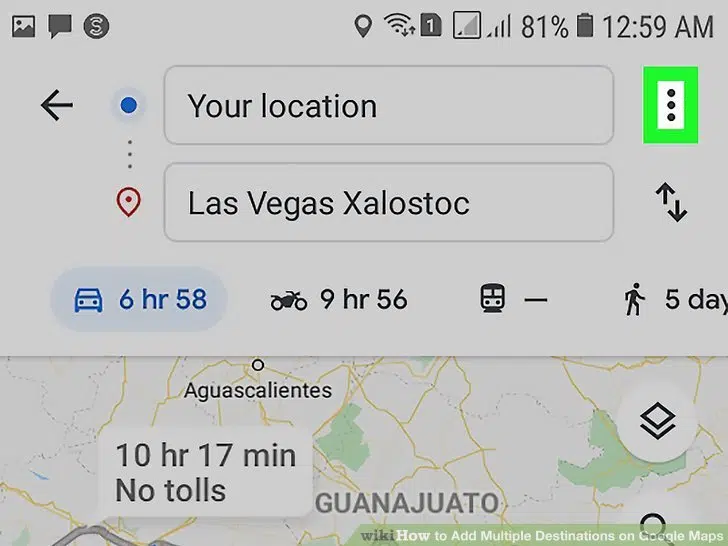 S 1 81% 12:59 AM
Your location
Las Vegas Xalostoc
6 hr 58 9 hr 56 — 5 day
Aguascalientes
10 hr 17 min
No tolls
GUANAJUATO
wikiHow to Add Multiple Destinations on Google Maps